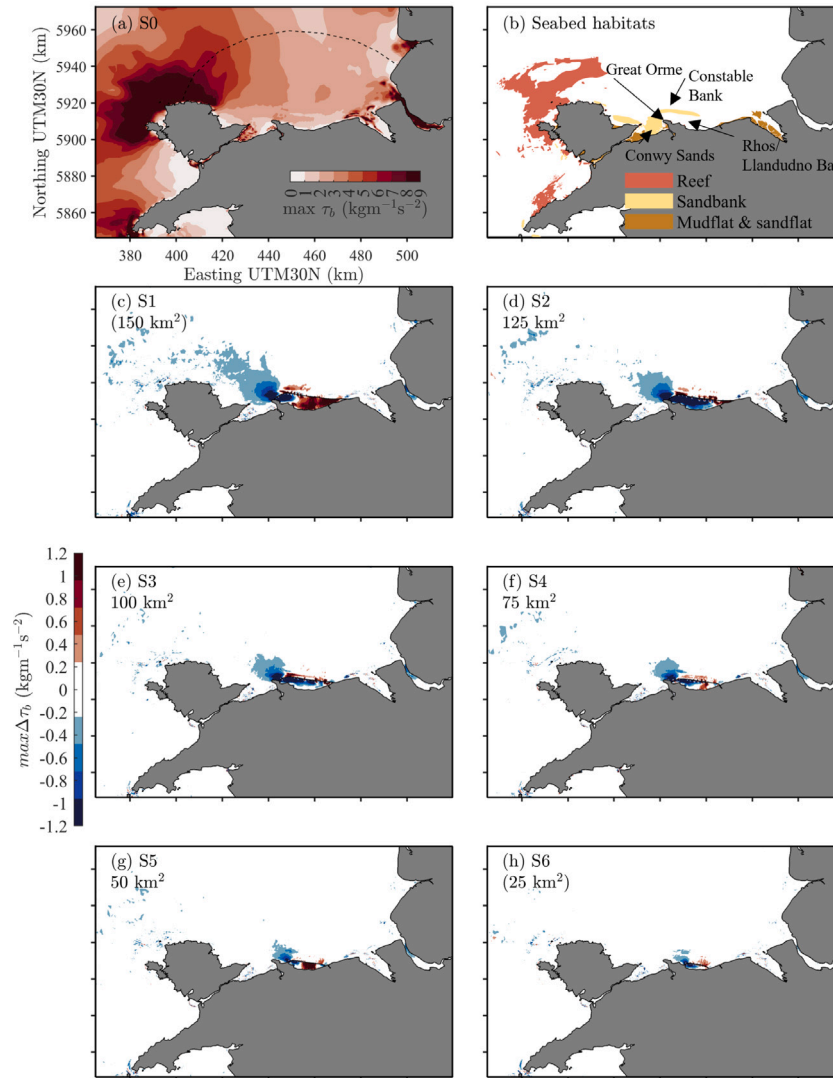 (a) S0
5960
5940
5920
5900
5880
5860
Northing UTM30N (km)
0 1 2 3 4 5 6 7 8 9
max τb (kgm⁻¹s⁻²)
380 400 420 440 460 480 500
Easting UTM30N (km)
(b) Seabed habitats
Great Orme
Constable
Bank
Conwy Sands
Rhos/
Llandudno Ba
Reef
Sandbank
Mudflat & sandflat
(c) S1
(150 km²)
(d) S2
125 km²
1.2
1
0.8
0.6
0.4
0.2
0
-0.2
-0.4
-0.6
-0.8
-1
-1.2
maxΔτb (kgm⁻¹s⁻²)
(e) S3
100 km²
(f) S4
75 km²
(g) S5
50 km²
(h) S6
(25 km²)